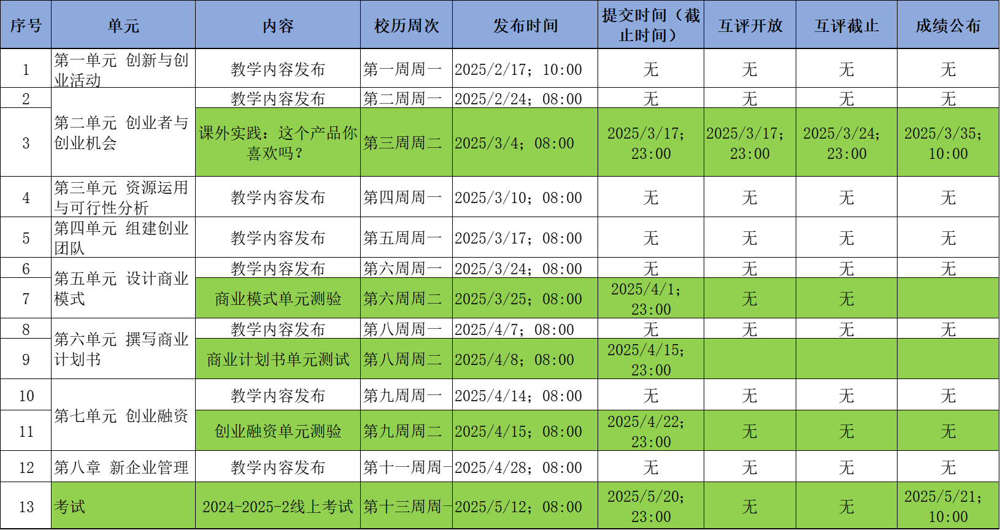 序号 单元 内容 校历周次 发布时间 提交时间（截止时间） 互评开放 互评截止 成绩公布
1 第一单元 创新与创业活动 教学内容发布 第一周周一 2025/2/17; 10:00 无 无 无 无
2 第二单元 创业者与创业机会 教学内容发布 第二周周一 2025/2/24; 08:00 无 无 无 无
3 课外实践：这个产品你喜欢吗？ 第三周周二 2025/3/4; 08:00 2025/3/17; 23:00 2025/3/17; 23:00 2025/3/24; 23:00 2025/3/35; 10:00
4 第三单元 资源运用与可行性分析 教学内容发布 第四周周一 2025/3/10; 08:00 无 无 无 无
5 第四单元 组建创业团队 教学内容发布 第五周周一 2025/3/17; 08:00 无 无 无 无
6 第五单元 设计商业模式 教学内容发布 第六周周一 2025/3/24; 08:00 无 无 无 无
7 商业模式单元测验 第六周周二 2025/3/25; 08:00 2025/4/1; 23:00 无 无
8 第六单元 撰写商业计划书 教学内容发布 第八周周一 2025/4/7; 08:00 无 无 无 无
9 商业计划书单元测试 第八周周二 2025/4/8; 08:00 2025/4/15; 23:00
10 第七单元 创业融资 教学内容发布 第九周周一 2025/4/14; 08:00 无 无 无 无
11 创业融资单元测验 第九周周二 2025/4/15; 08:00 2025/4/22; 23:00 无 无 无
12 第八章 新企业管理 教学内容发布 第十一周周一 2025/4/28; 08:00 无 无 无 无
13 考试 2024-2025-2线上考试 第十三周周一 2025/5/12; 08:00 2025/5/20; 23:00 无 无 2025/5/21; 10:00